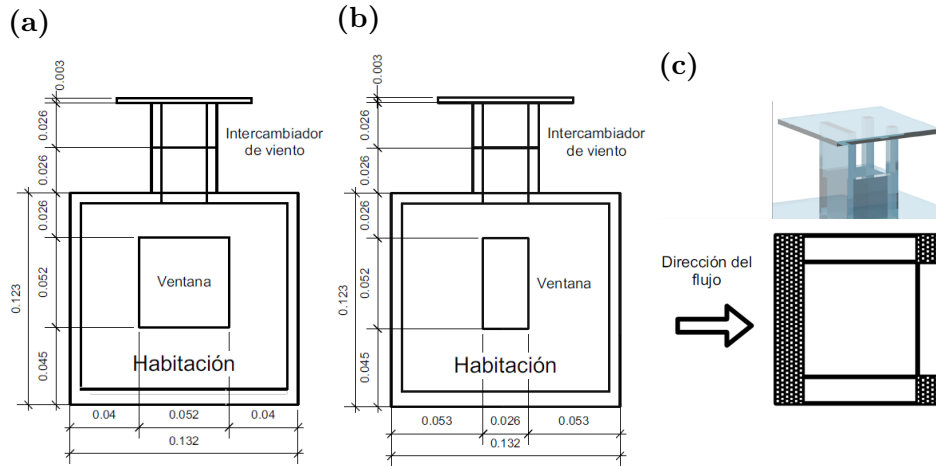 (a)
0.003
0.026
0.026
0.026
0.052
0.123
0.045
Intercambiador
de viento
Ventana
Habitación
0.04
0.052
0.04
0.132
(b)
0.003
0.026
0.026
0.026
0.052
0.123
0.045
Intercambiador
de viento
Ventana
Habitación
0.053
0.026
0.053
0.132
(c)
Dirección del
flujo